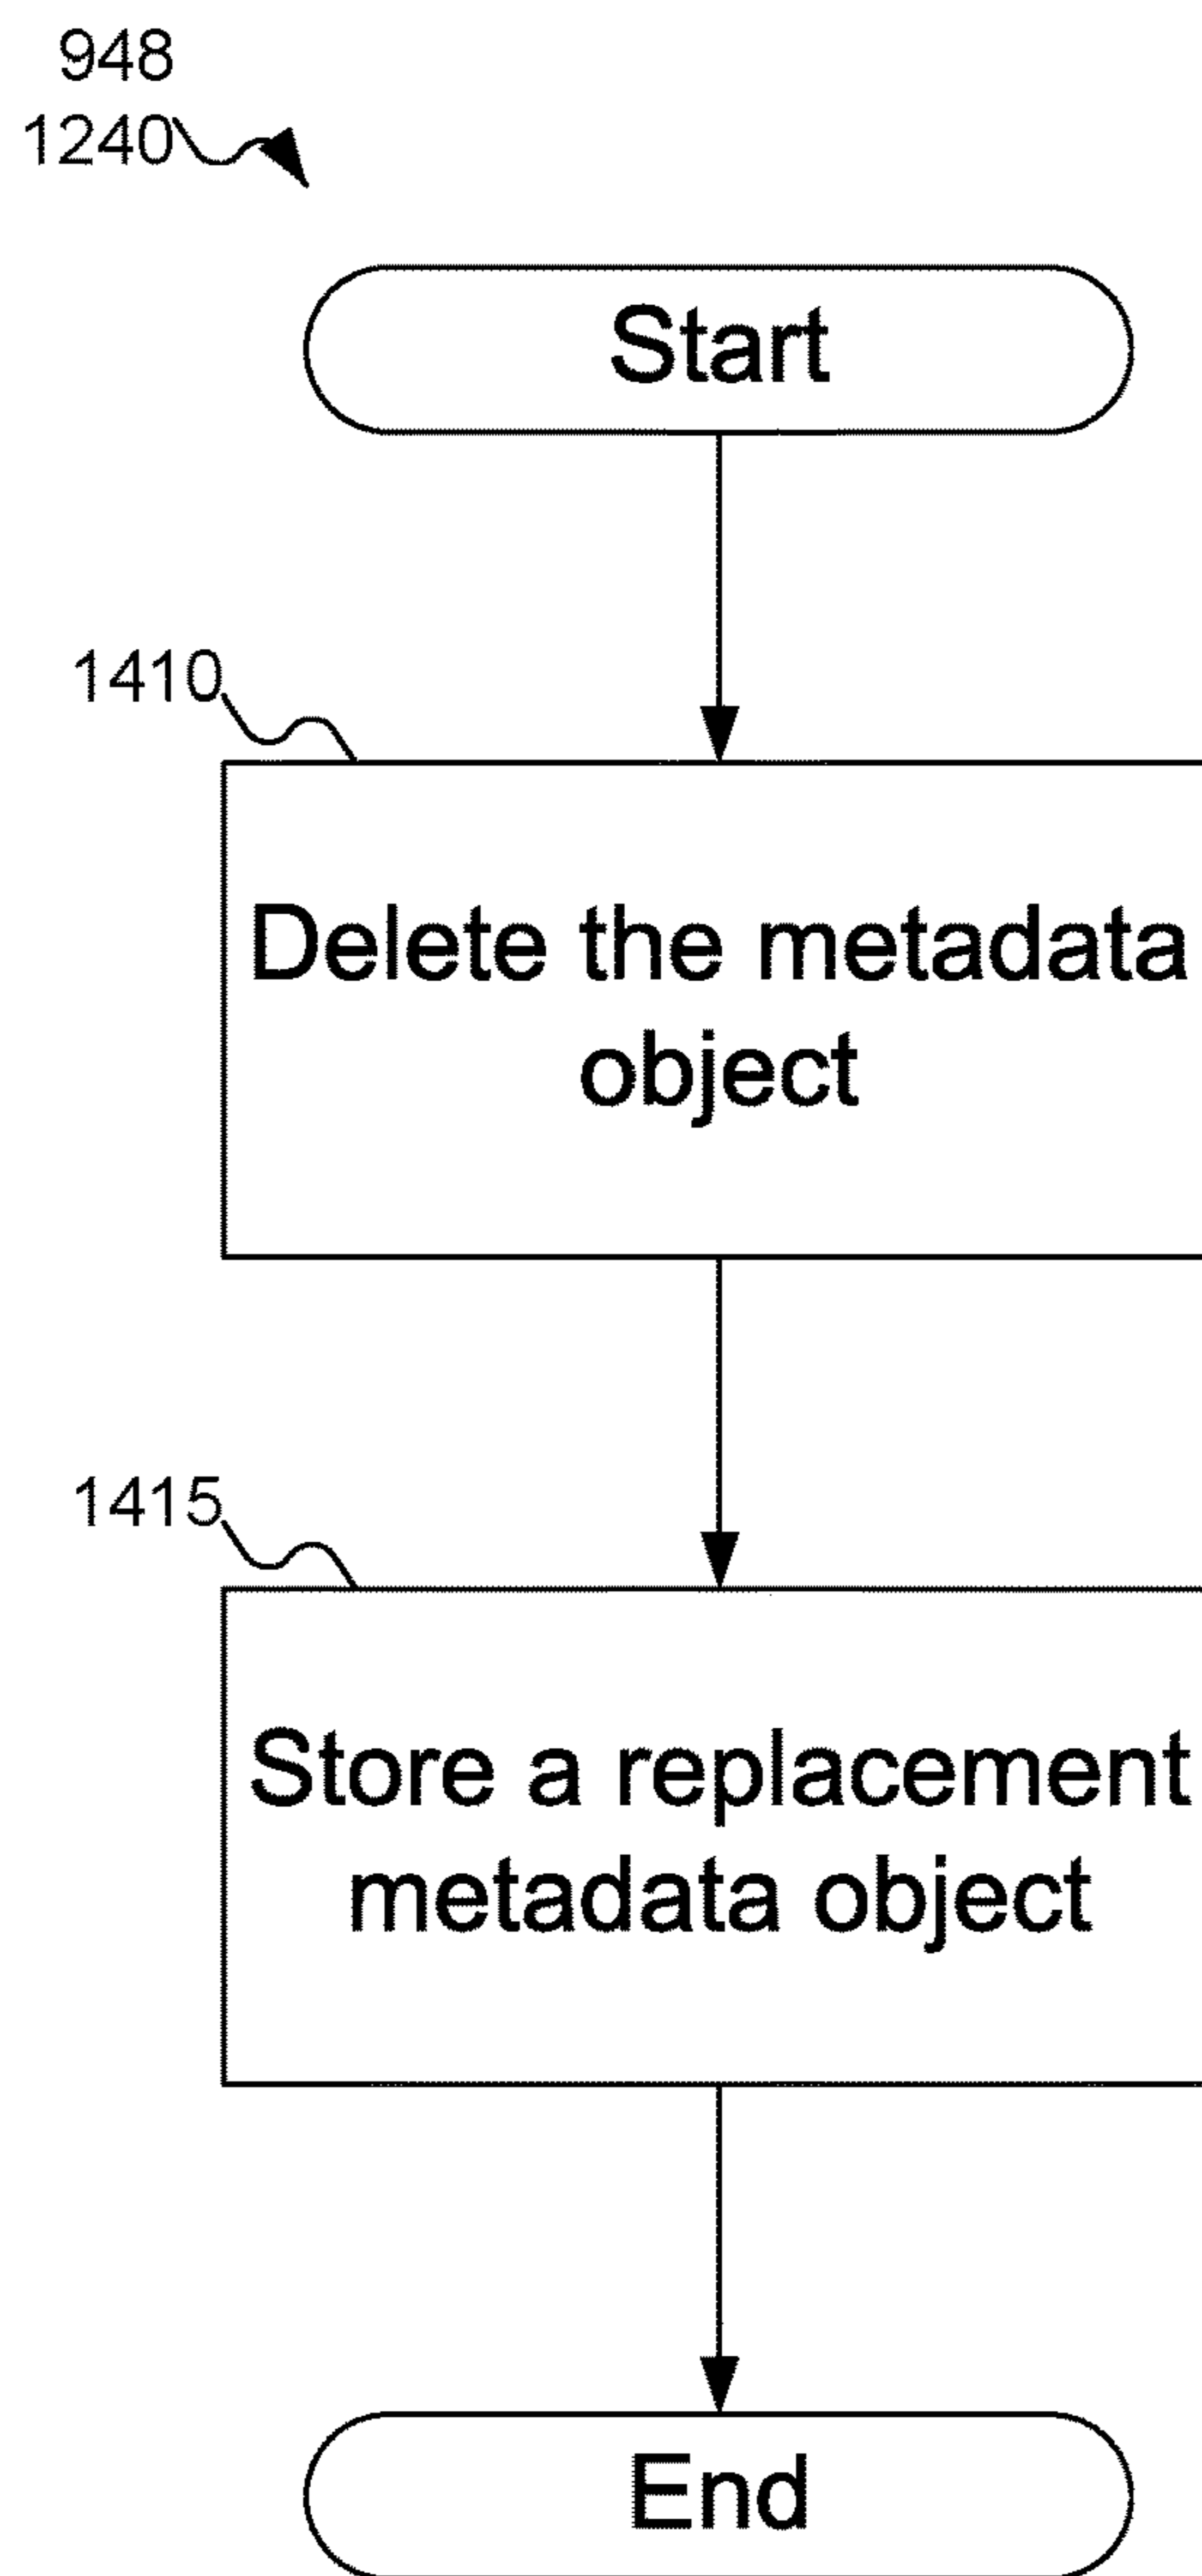 948
1240
Start
1410
Delete the metadata
object
1415
Store a replacement
metadata object
End